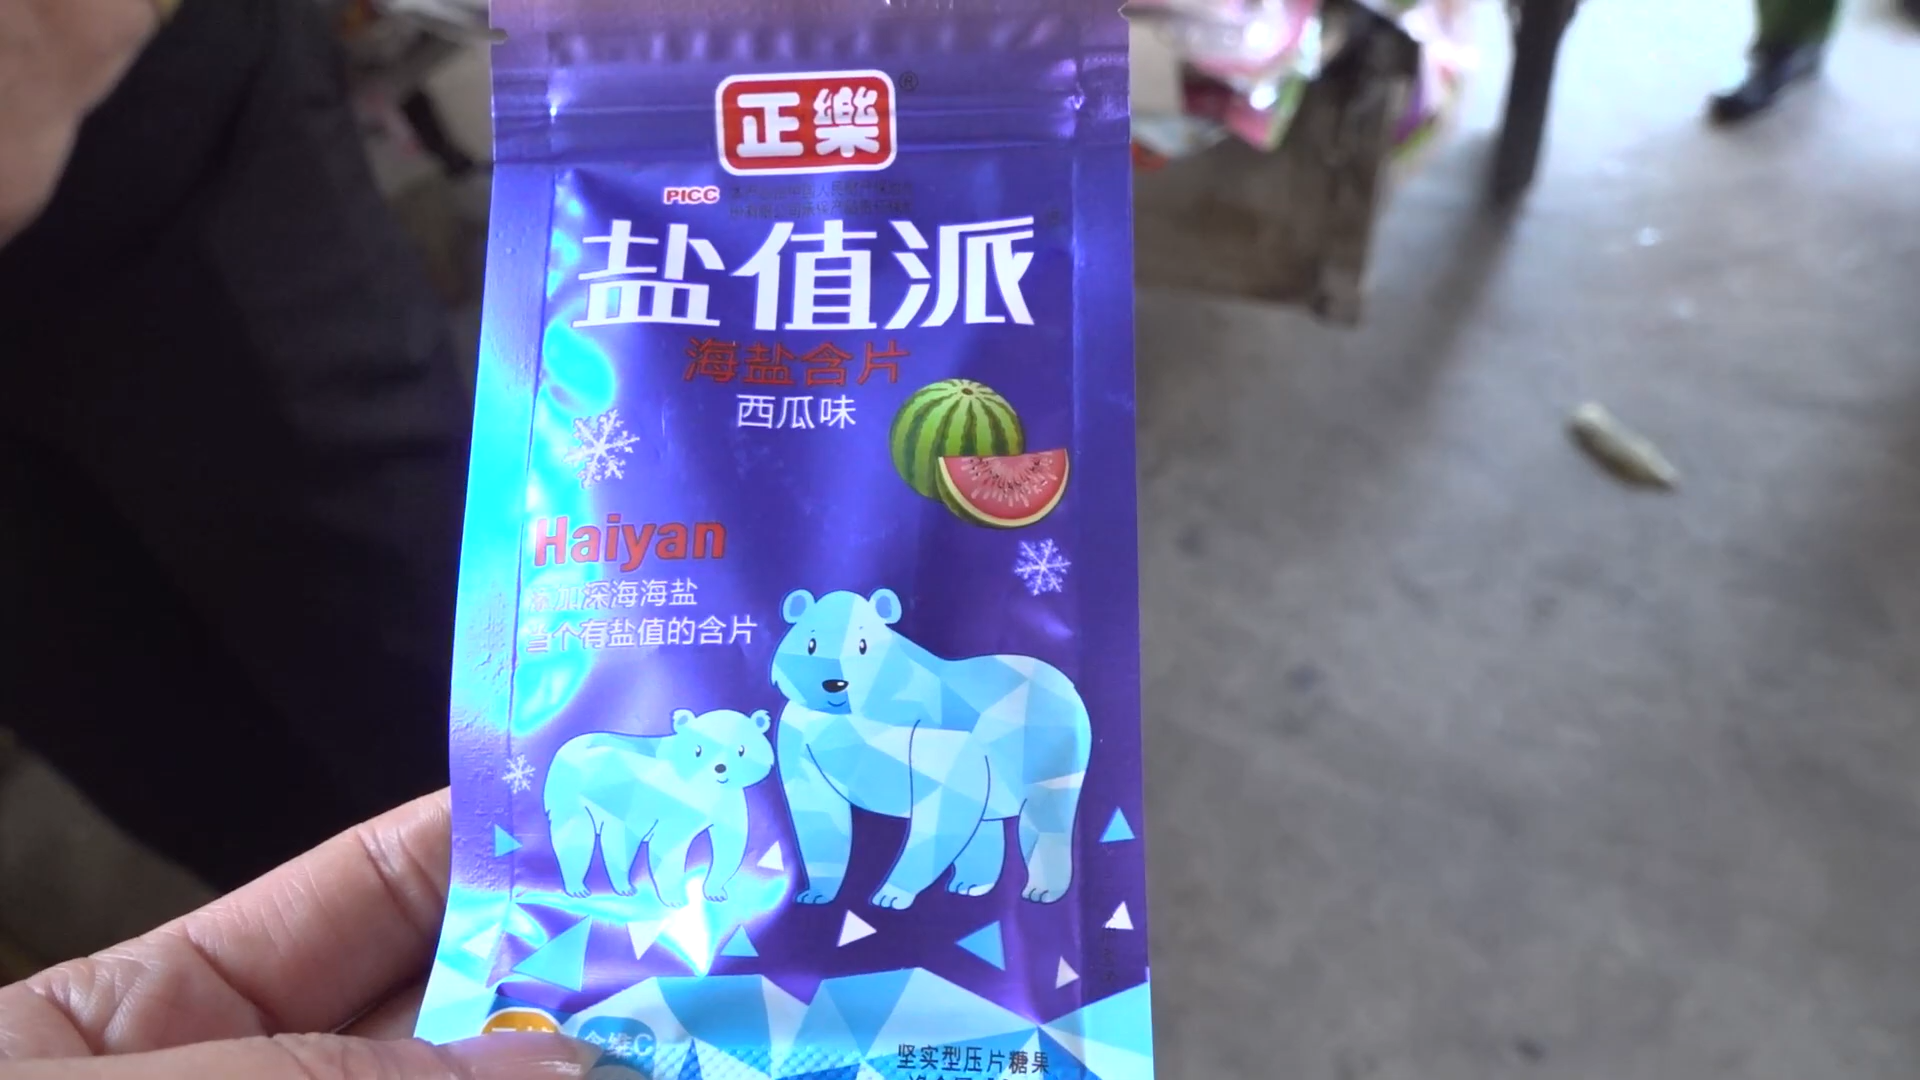 正樂®
PICC
盐值派
海盐含片
西瓜味
Haiyan
添加深海海盐
当个有盐值的含片
含维C
坚实型压片糖果